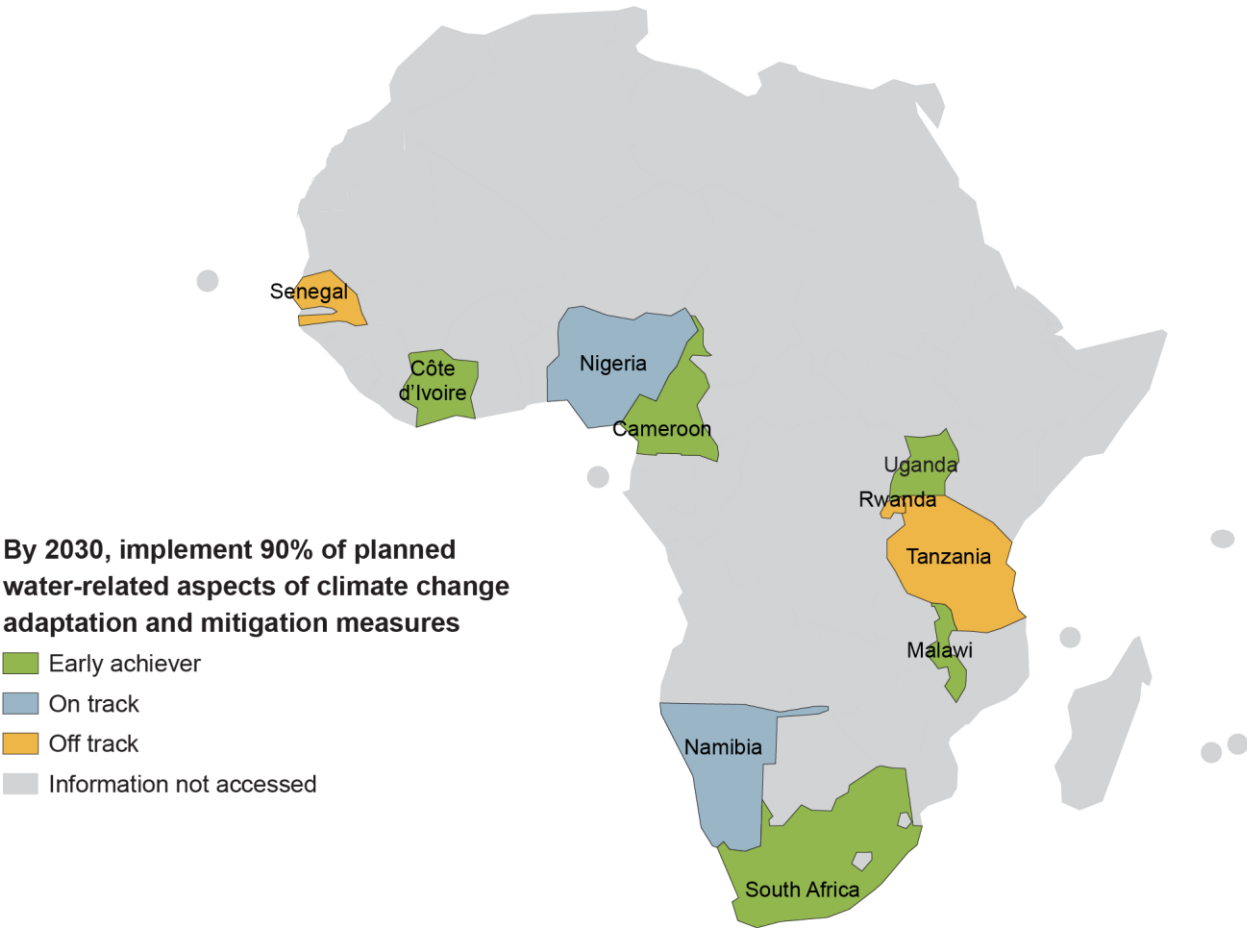 Senegal
Côte
d'Ivoire
Nigeria
Cameroon
Uganda
Rwanda
Tanzania
Malawi
Namibia
South Africa
By 2030, implement 90% of planned
water-related aspects of climate change
adaptation and mitigation measures
Early achiever
On track
Off track
Information not accessed